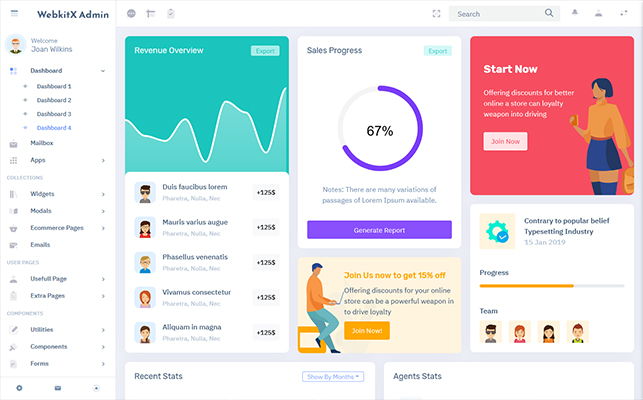 WebkitX Admin
Search
Welcome
Joan Wilkins
Dashboard
Dashboard 1
Dashboard 2
Dashboard 3
Dashboard 4
Mailbox
Apps
COLLECTIONS
Widgets
Modals
Ecommerce Pages
Emails
USER PAGES
Usefull Page
Extra Pages
COMPONENTS
Utilities
Components
Forms
Revenue Overview
Export
Duis faucibus lorem
Pharetra, Nulla, Nec
+125$
Mauris varius augue
Pharetra, Nulla, Nec
+125$
Phasellus venenatis
Pharetra, Nulla, Nec
+125$
Vivamus consectetur
Pharetra, Nulla, Nec
+125$
Aliquam in magna
Pharetra, Nulla, Nec
+125$
Sales Progress
Export
67%
Notes: There are many variations of
passages of Lorem Ipsum available.
Generate Report
Join Us now to get 15% off
Offering discounts for your online
store can be a powerful weapon in
to drive loyalty
Join Now!
Start Now
Offering discounts for better
online a store can loyalty
weapon into driving
Join Now
Contrary to popular belief
Typesetting Industry
15 Jan 2019
Progress
Team
Recent Stats
Show By Months
Agents Stats